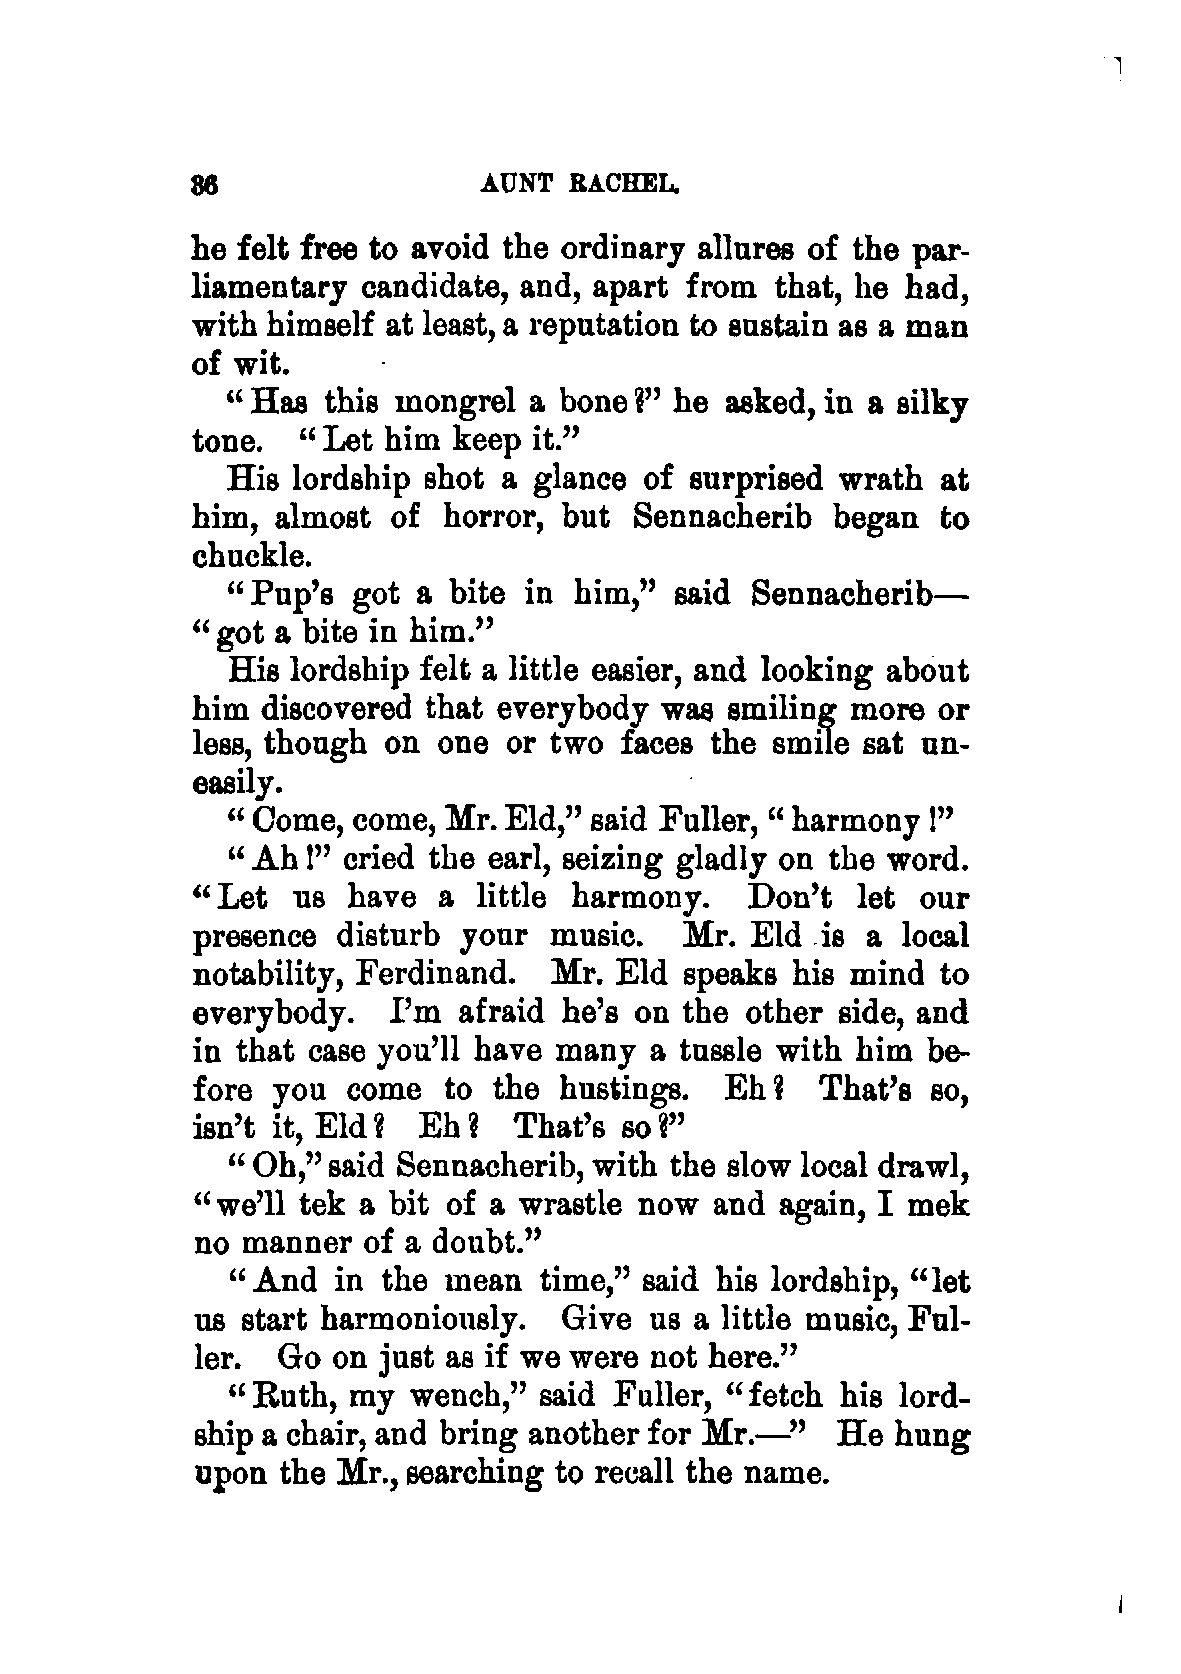 36 AUNT RACHEL.
he felt free to avoid the ordinary allures of the par-
liamentary candidate, and, apart from that, he had,
with himself at least, a reputation to sustain as a man
of wit.
“Has this mongrel a bone?” he asked, in a silky
tone. “Let him keep it.”
His lordship shot a glance of surprised wrath at
him, almost of horror, but Sennacherib began to
chuckle.
“Pup’s got a bite in him,” said Sennacherib—
“got a bite in him.”
His lordship felt a little easier, and looking about
him discovered that everybody was smiling more or
less, though on one or two faces the smile sat un-
easily.
“Come, come, Mr. Eld,” said Fuller, “harmony!”
“Ah!” cried the earl, seizing gladly on the word.
“Let us have a little harmony. Don’t let our
presence disturb your music. Mr. Eld is a local
notability, Ferdinand. Mr. Eld speaks his mind to
everybody. I’m afraid he’s on the other side, and
in that case you’ll have many a tussle with him be-
fore you come to the hustings. Eh? That’s so,
isn’t it, Eld? Eh? That’s so?”
“Oh,” said Sennacherib, with the slow local drawl,
“we’ll tek a bit of a wrastle now and again, I mek
no manner of a doubt.”
“And in the mean time,” said his lordship, “let
us start harmoniously. Give us a little music, Ful-
ler. Go on just as if we were not here.”
“Ruth, my wench,” said Fuller, “fetch his lord-
ship a chair, and bring another for Mr.—” He hung
upon the Mr., searching to recall the name.